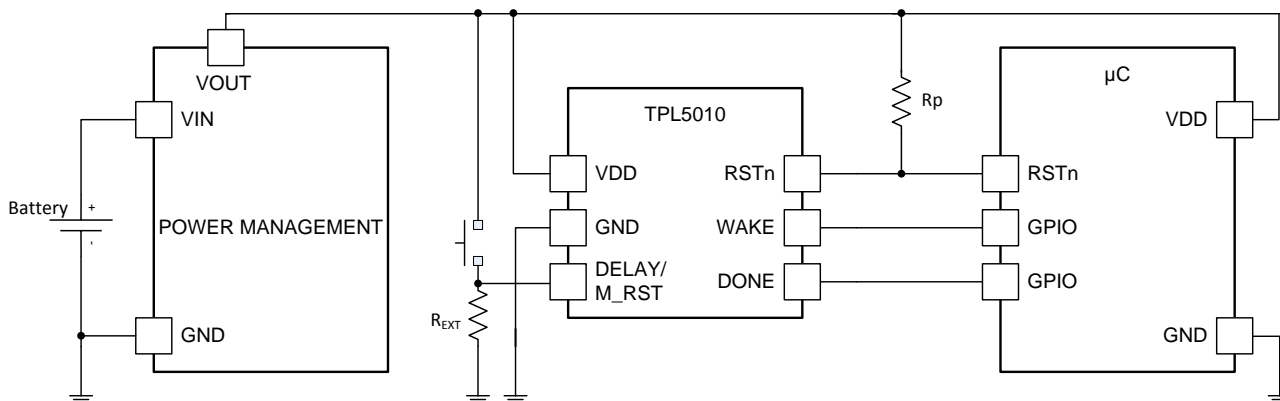 VOUT
VIN
Battery
+
-
POWER MANAGEMENT
GND
TPL5010
VDD
GND
DELAY/
M_RST
RSTn
WAKE
DONE
REXT
Rp
µC
VDD
RSTn
GPIO
GPIO
GND